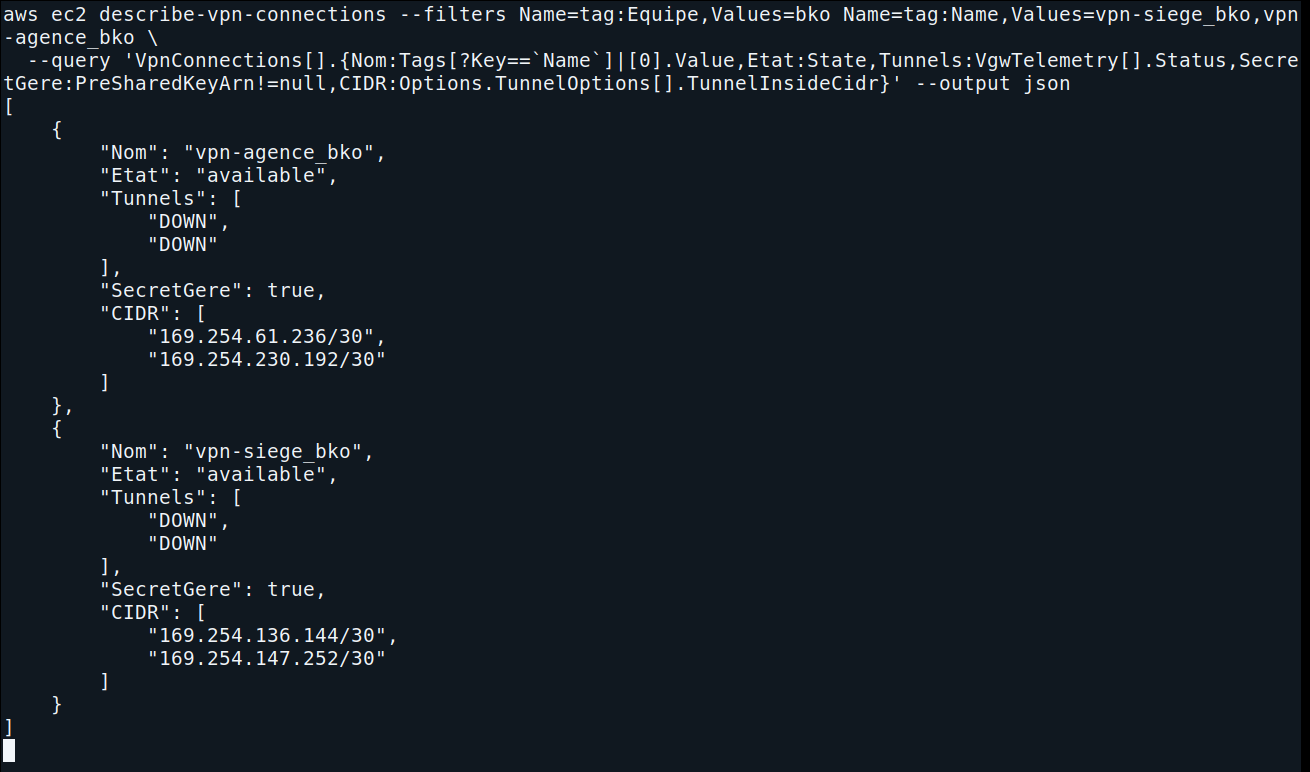 aws ec2 describe-vpn-connections --filters Name=tag:Equipe,Values=bko Name=tag:Name,Values=vpn-siege_bko,vpn
-agence_bko \
  --query 'VpnConnections[].{Nom:Tags[?Key==`Name`]|[0].Value,Etat:State,Tunnels:VgwTelemetry[].Status,Secre
tGere:PreSharedKeyArn!=null,CIDR:Options.TunnelOptions[].TunnelInsideCidr}' --output json
[
    {
        "Nom": "vpn-agence_bko",
        "Etat": "available",
        "Tunnels": [
            "DOWN",
            "DOWN"
        ],
        "SecretGere": true,
        "CIDR": [
            "169.254.61.236/30",
            "169.254.230.192/30"
        ]
    },
    {
        "Nom": "vpn-siege_bko",
        "Etat": "available",
        "Tunnels": [
            "DOWN",
            "DOWN"
        ],
        "SecretGere": true,
        "CIDR": [
            "169.254.136.144/30",
            "169.254.147.252/30"
        ]
    }
]